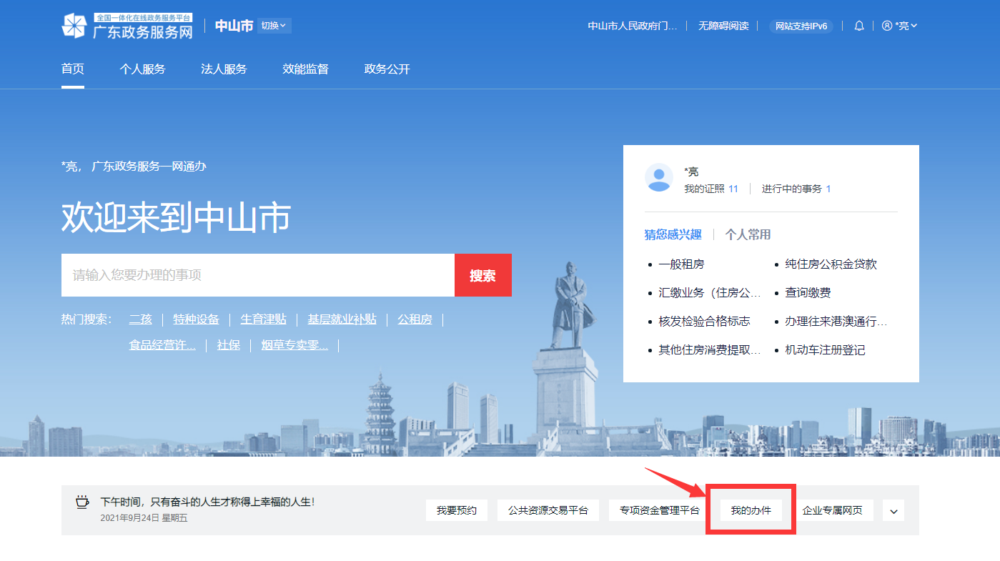 全国一体化在线政务服务平台
广东政务服务网
中山市 切换
中山市人民政府门... 无障碍阅读 网站支持IPv6 *亮
首页 个人服务 法人服务 效能监督 政务公开
*亮， 广东政务服务一网通办
欢迎来到中山市
请输入您要办理的事项 搜索
热门搜索： 二孩 特种设备 生育津贴 基层就业补贴 公租房
食品经营许... 社保 烟草专卖零...
*亮
我的证照 11 进行中的事务 1
猜您感兴趣 个人常用
一般租房 纯住房公积金贷款
汇缴业务（住房公... 查询缴费
核发检验合格标志 办理往来港澳通行...
其他住房消费提取... 机动车注册登记
下午时间，只有奋斗的人生才称得上幸福的人生！
2021年9月24日 星期五
我要预约 公共资源交易平台 专项资金管理平台 我的办件 企业专属网页